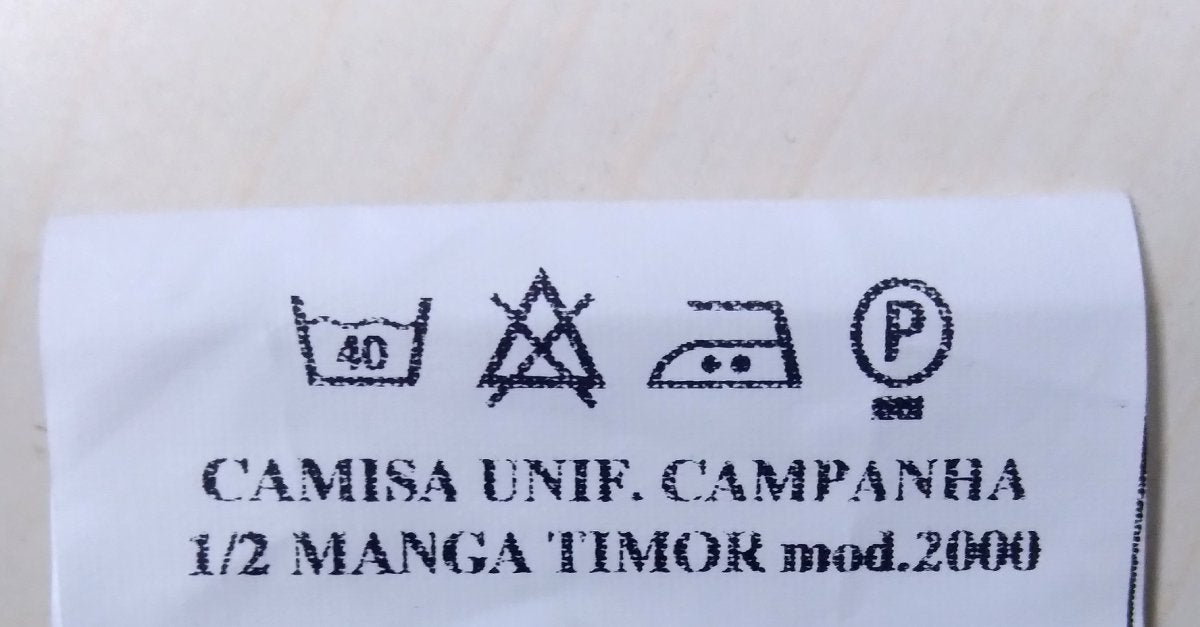 40 P
CAMISA UNIF. CAMPANHA
1/2 MANGA TIMOR mod.2000